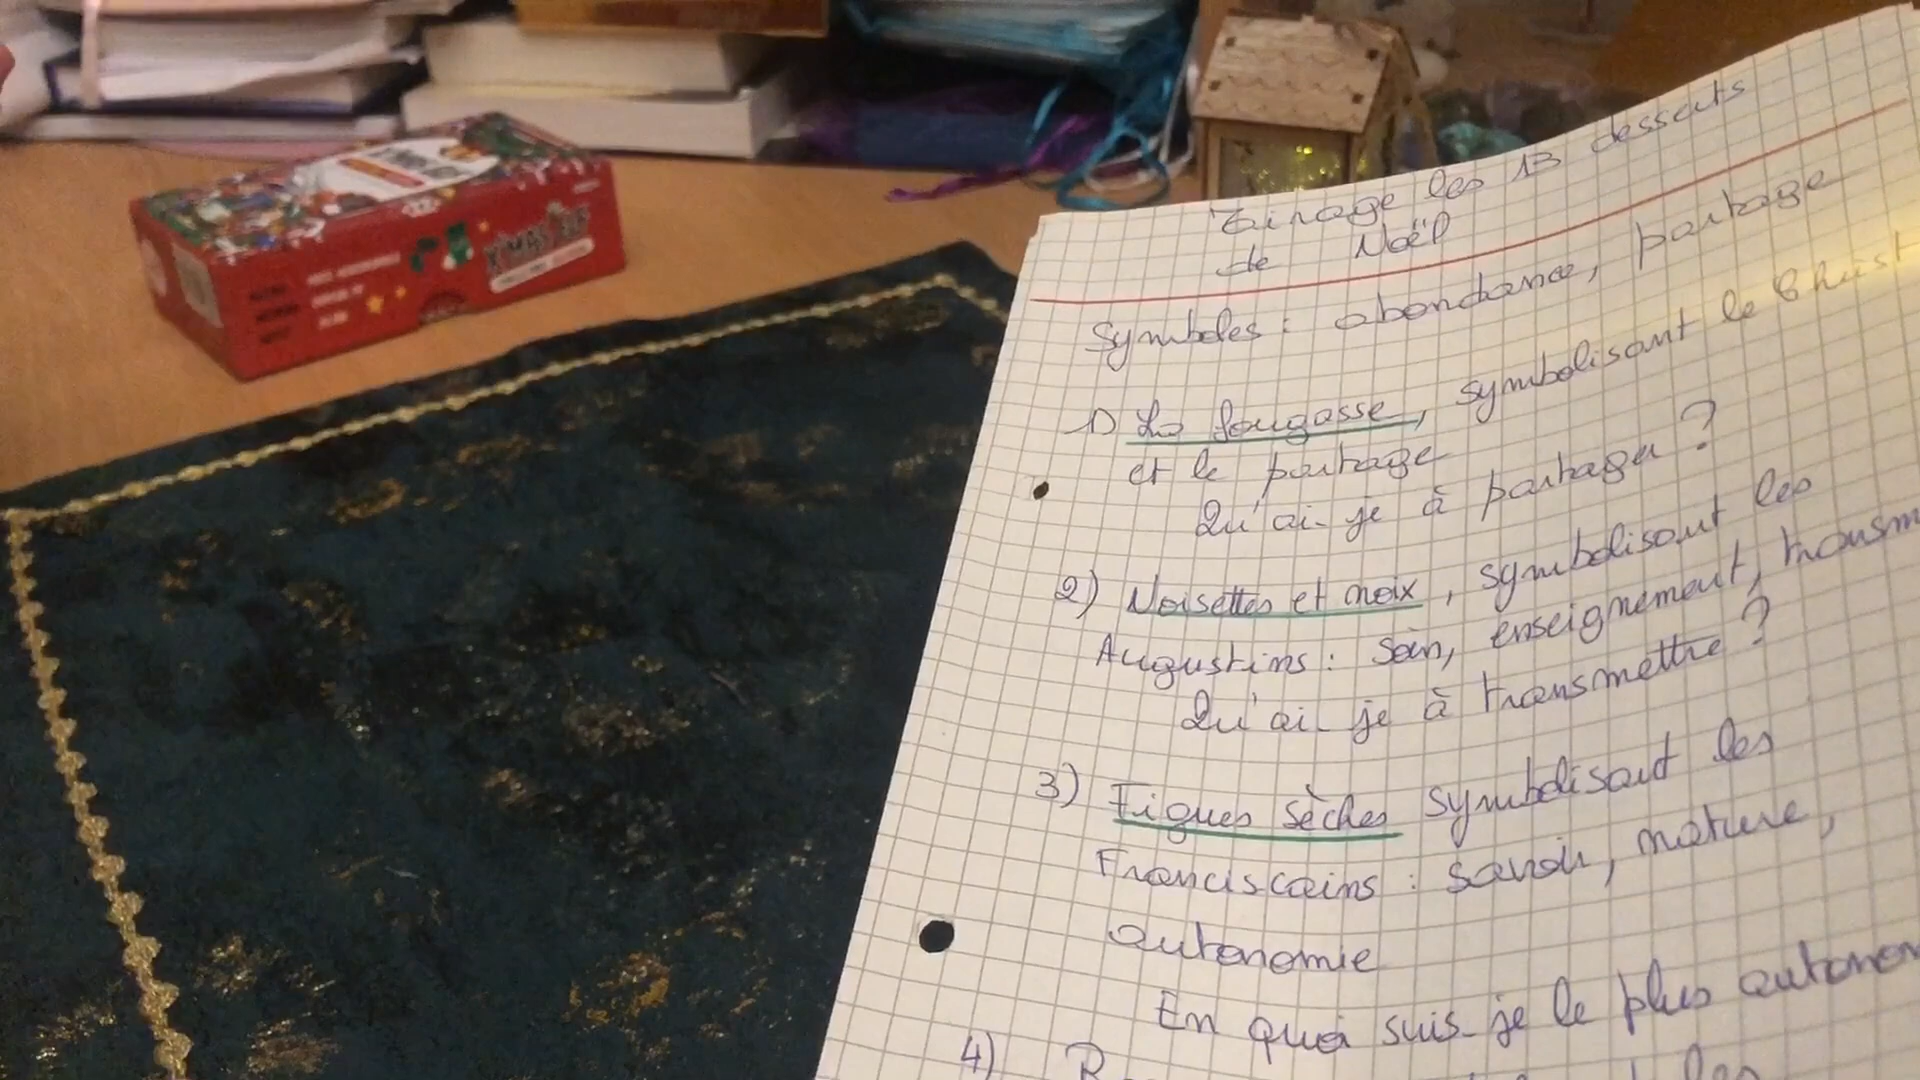 Tirage les 13 desserts
de Noël
Symboles : abondance, partage
1) La fougasse, symbolisant le Christ
et le partage
Qu'ai-je à partager ?
2) Noisettes et noix, symbolisant les
Augustins : soin, enseignement, transm
Qu'ai-je à transmettre ?
3) Figues sèches symbolisant les
Franciscains : savoir, nature,
autonomie
En quoi suis-je le plus autonom
4)
les
X'MAS